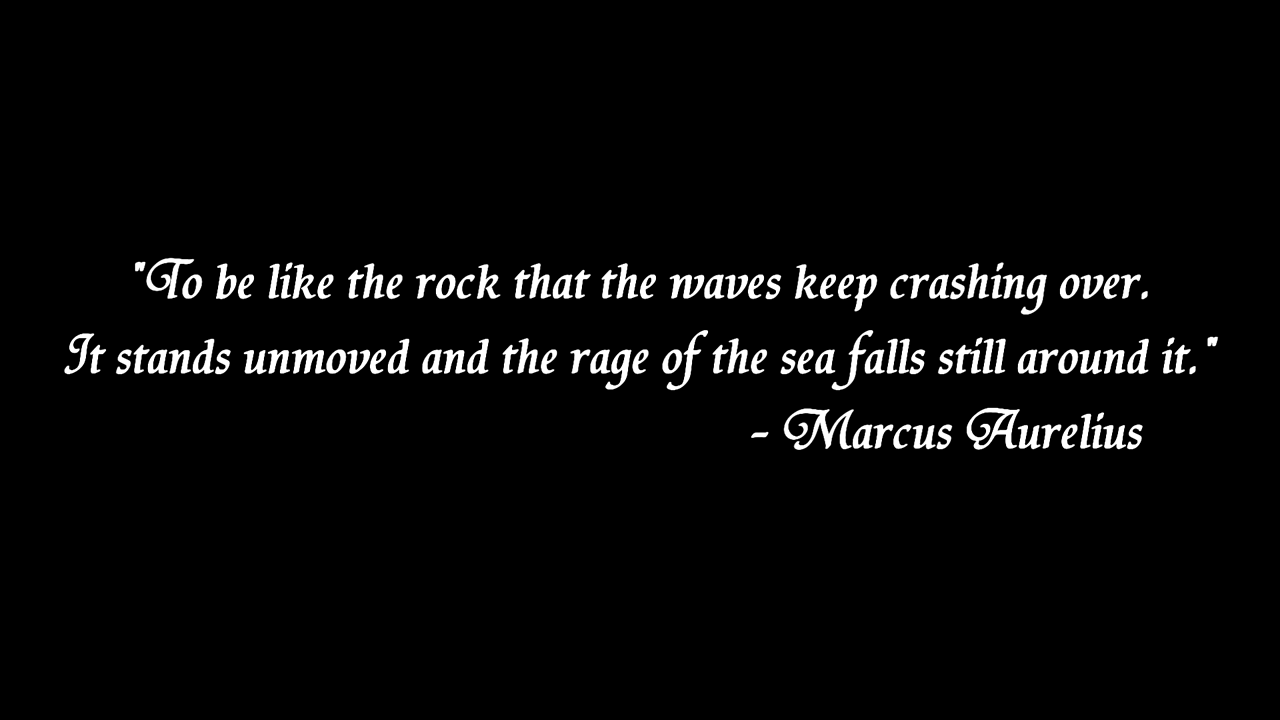 "To be like the rock that the waves keep crashing over.
It stands unmoved and the rage of the sea falls still around it."
- Marcus Aurelius